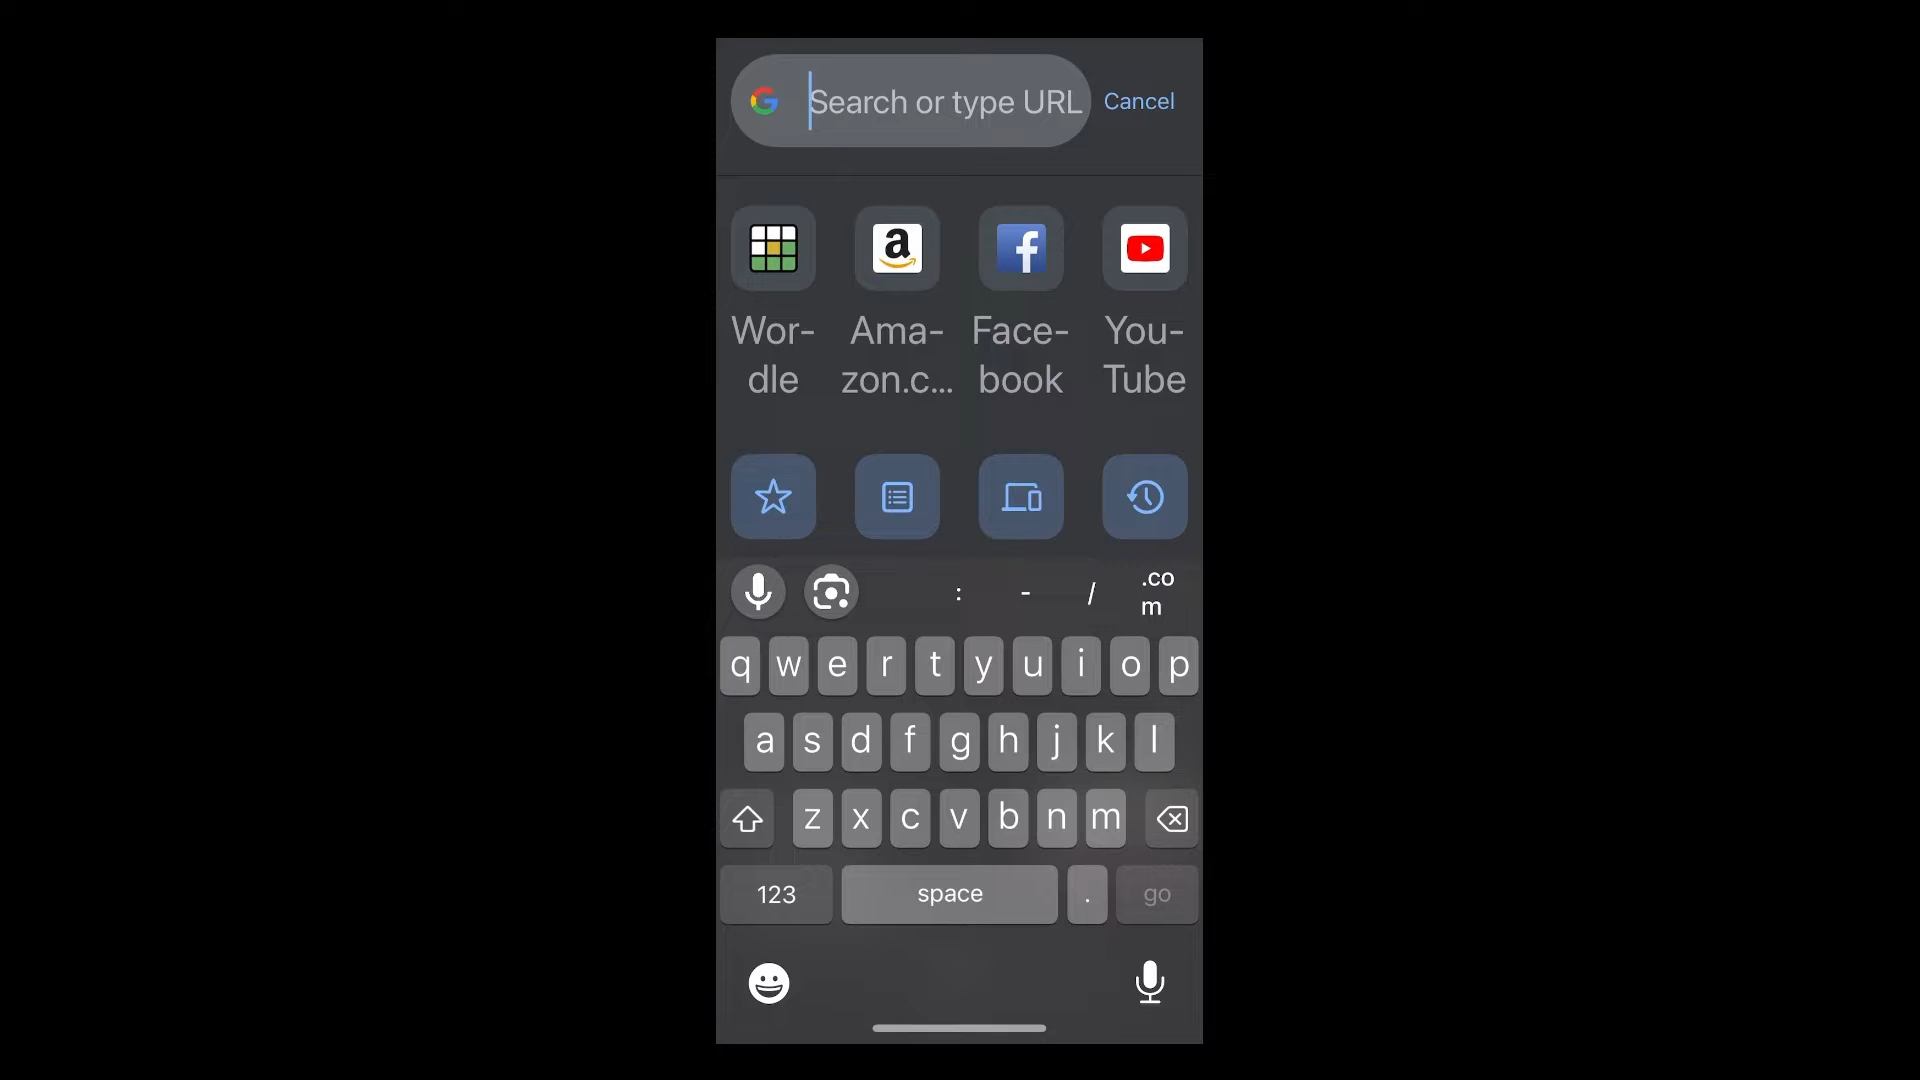 Search or type URL Cancel
Wor-
dle
Ama-
zon.c...
Face-
book
You-
Tube
: - / .co
m
q w e r t y u i o p
a s d f g h j k l
z x c v b n m
123 space . go